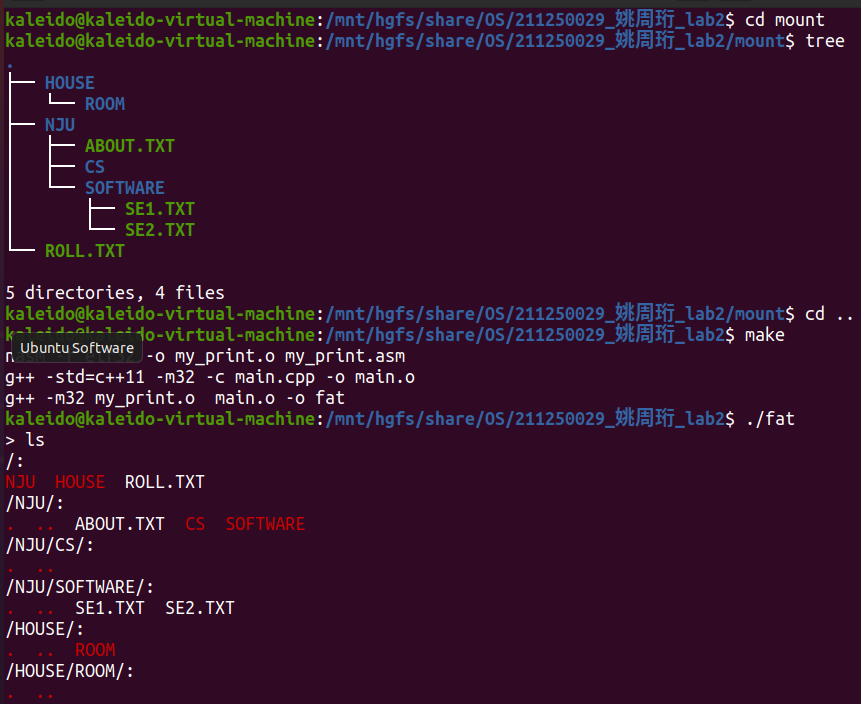 kaleido@kaleido-virtual-machine:/mnt/hgfs/share/OS/211250029_姚周珩_lab2$ cd mount
kaleido@kaleido-virtual-machine:/mnt/hgfs/share/OS/211250029_姚周珩_lab2/mount$ tree
.
├── HOUSE
│   └── ROOM
├── NJU
│   ├── ABOUT.TXT
│   ├── CS
│   └── SOFTWARE
│       ├── SE1.TXT
│       └── SE2.TXT
└── ROLL.TXT
5 directories, 4 files
kaleido@kaleido-virtual-machine:/mnt/hgfs/share/OS/211250029_姚周珩_lab2/mount$ cd ..
kaleido@kaleido-virtual-machine:/mnt/hgfs/share/OS/211250029_姚周珩_lab2$ make
Ubuntu Software
-o my_print.o my_print.asm
g++ -std=c++11 -m32 -c main.cpp -o main.o
g++ -m32 my_print.o  main.o -o fat
kaleido@kaleido-virtual-machine:/mnt/hgfs/share/OS/211250029_姚周珩_lab2$ ./fat
> ls
/:
NJU  HOUSE  ROLL.TXT
/NJU/:
.  ..  ABOUT.TXT  CS  SOFTWARE
/NJU/CS/:
.  ..
/NJU/SOFTWARE/:
.  ..  SE1.TXT  SE2.TXT
/HOUSE/:
.  ..  ROOM
/HOUSE/ROOM/:
.  ..